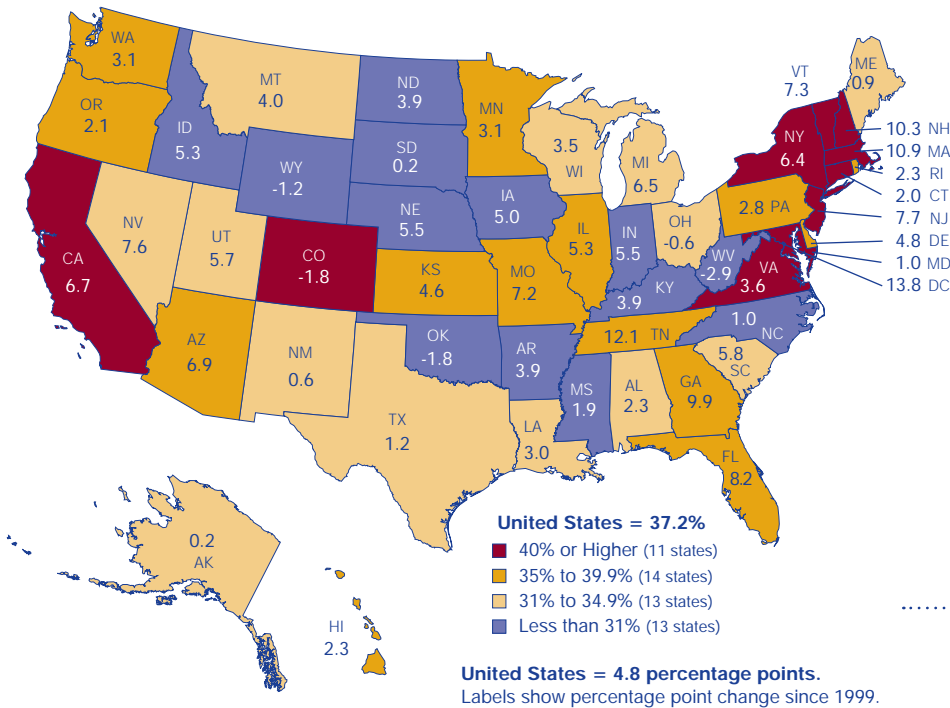 WA
3.1
OR
2.1
CA
6.7
NV
7.6
ID
5.3
MT
4.0
WY
-1.2
UT
5.7
CO
-1.8
AZ
6.9
NM
0.6
ND
3.9
SD
0.2
NE
5.5
KS
4.6
OK
-1.8
TX
1.2
MN
3.1
IA
5.0
MO
7.2
AR
3.9
LA
3.0
3.5
WI
IL
5.3
MI
6.5
IN
5.5
OH
-0.6
KY
3.9
12.1 TN
MS
1.9
AL
2.3
GA
9.9
FL
8.2
5.8
SC
1.0
NC
VA
3.6
WV
-2.9
2.8 PA
NY
6.4
VT
7.3
ME
0.9
10.3 NH
10.9 MA
2.3 RI
2.0 CT
7.7 NJ
4.8 DE
1.0 MD
13.8 DC
0.2
AK
HI
2.3
United States = 37.2%
40% or Higher (11 states)
35% to 39.9% (14 states)
31% to 34.9% (13 states)
Less than 31% (13 states)
United States = 4.8 percentage points.
Labels show percentage point change since 1999.